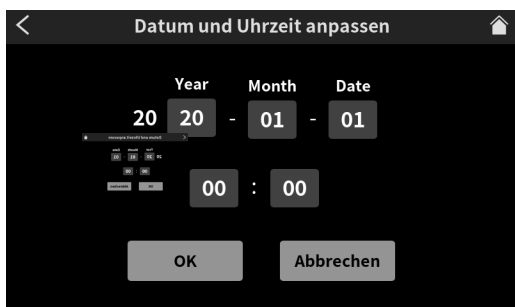 Datum und Uhrzeit anpassen
Year Month Date
20 20 - 01 - 01
00 : 00
OK Abbrechen